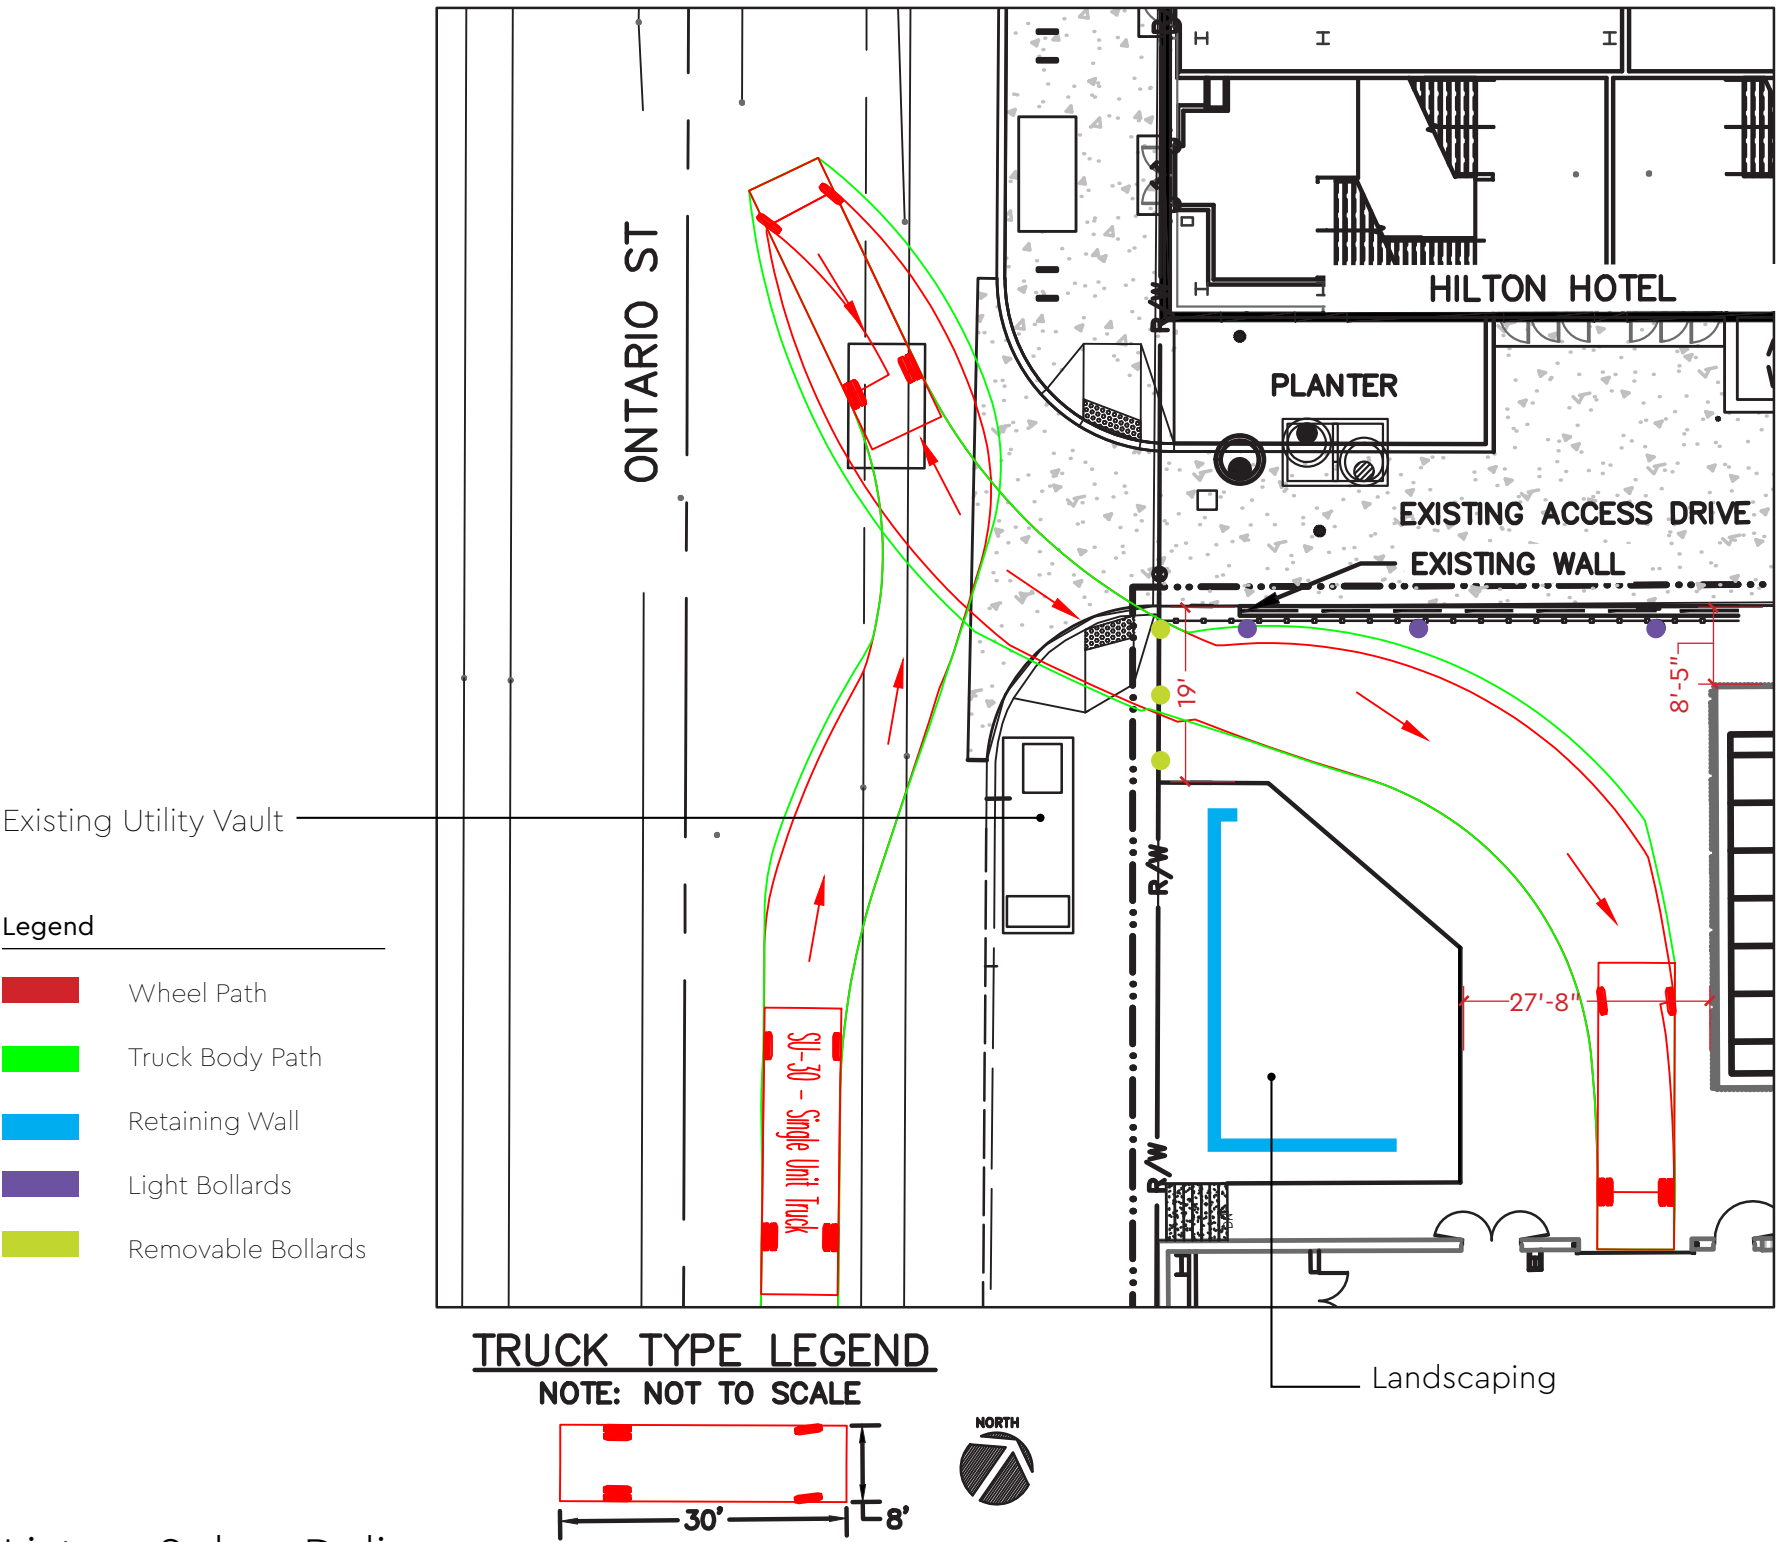 ONTARIO ST
R/W
HILTON HOTEL
PLANTER
EXISTING ACCESS DRIVE
EXISTING WALL
19'
8'-5"
Existing Utility Vault
R/W
Legend
Wheel Path
Truck Body Path
Retaining Wall
Light Bollards
Removable Bollards
27'-8"
SU-30 - Single Unit Truck
R/W
TRUCK TYPE LEGEND
NOTE: NOT TO SCALE
Landscaping
NORTH
30'
8'